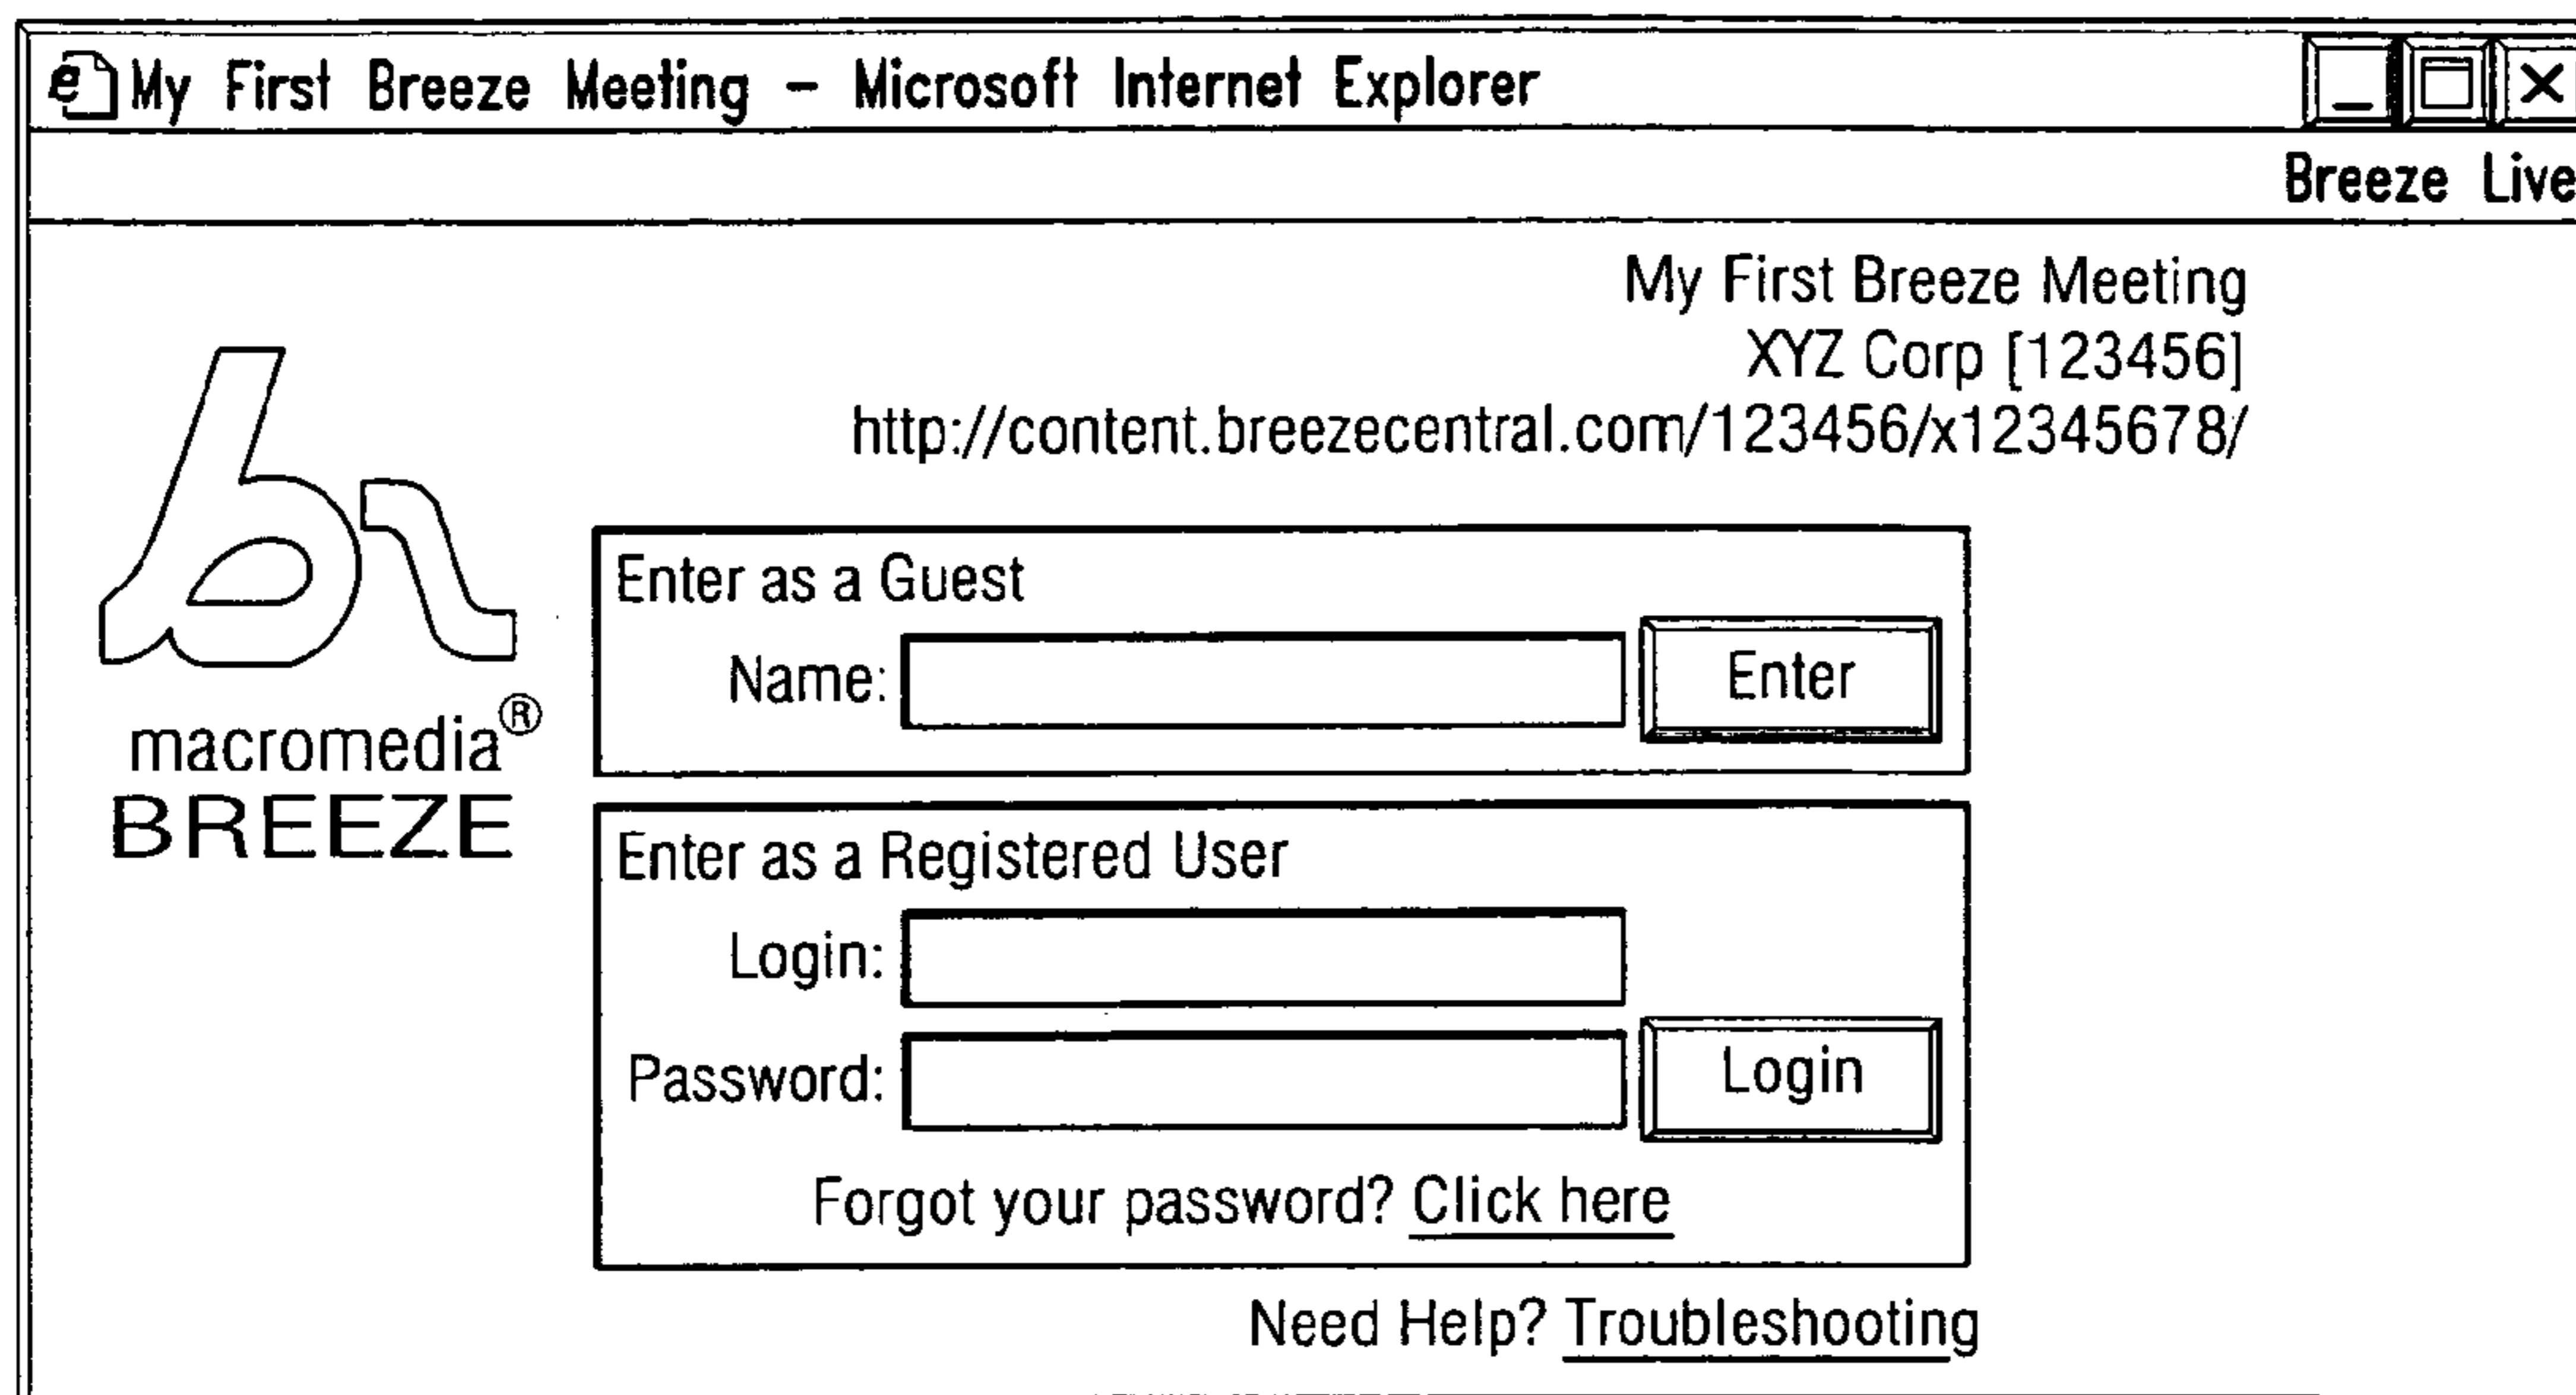 My First Breeze Meeting – Microsoft Internet Explorer
Breeze Live
My First Breeze Meeting
XYZ Corp [123456]
http://content.breezecentral.com/123456/x12345678/
macromedia®
BREEZE
Enter as a Guest
Name:
Enter
Enter as a Registered User
Login:
Password:
Login
Forgot your password? Click here
Need Help? Troubleshooting